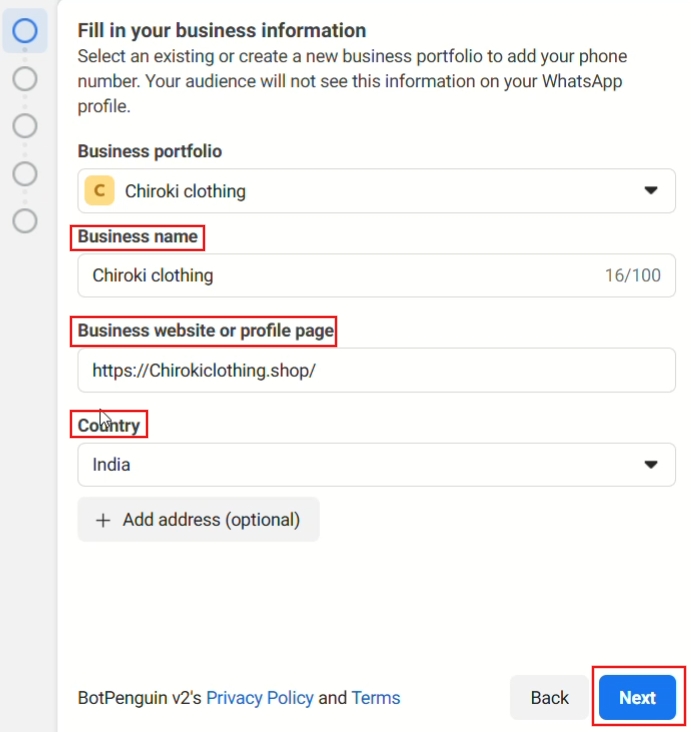 Fill in your business information
Select an existing or create a new business portfolio to add your phone
number. Your audience will not see this information on your WhatsApp
profile.
Business portfolio
C Chiroki clothing
Business name
Chiroki clothing 16/100
Business website or profile page
https://Chirokiclothing.shop/
Country
India
+ Add address (optional)
BotPenguin v2's Privacy Policy and Terms Back Next